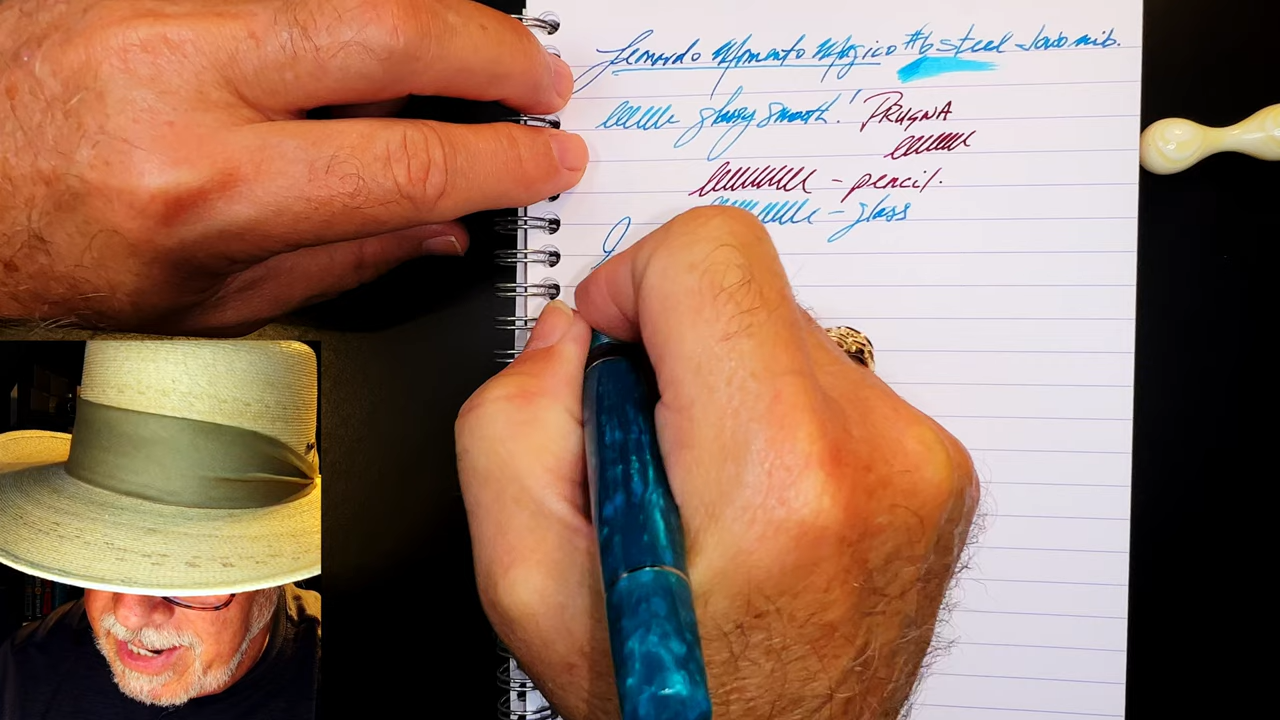 Leonardo Momento Magico #6 steel Jowo nib.
glassy smooth! PRUGNA
- pencil.
- glass
I